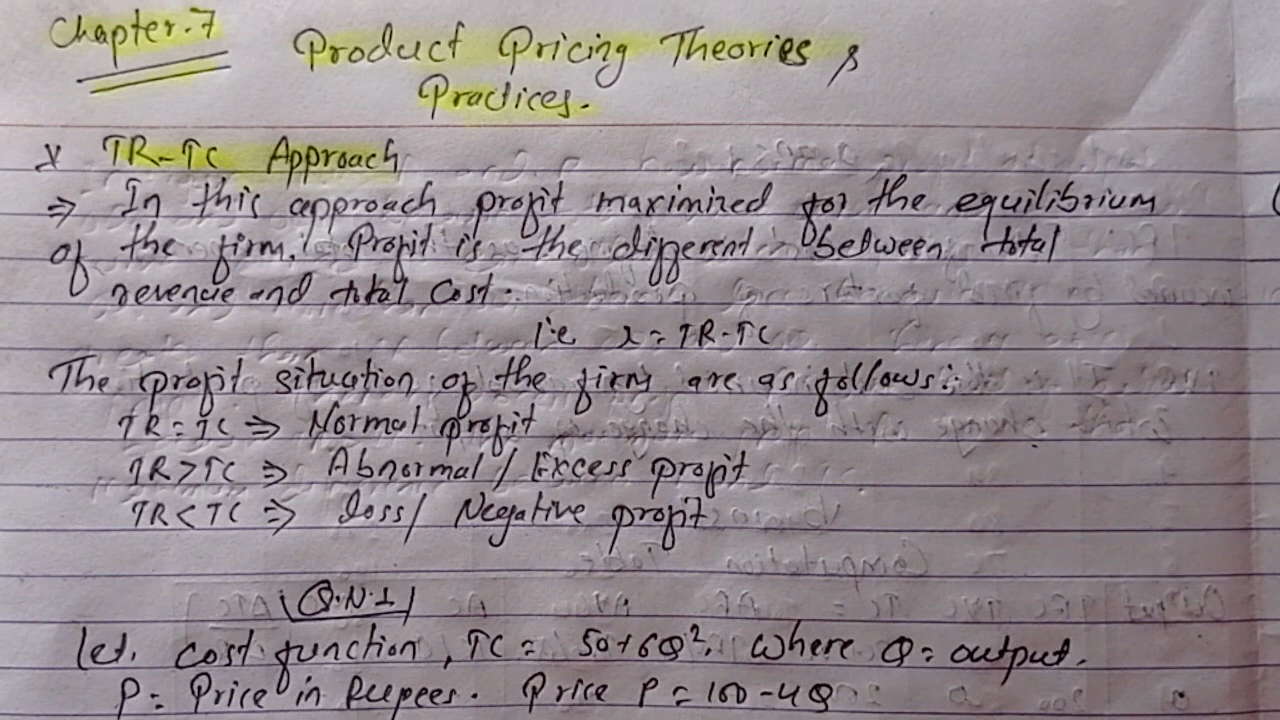 Chapter.7
Product Pricing Theories &
Practices.
* TR-TC Approach
⇒ In this approach profit maximized for the equilibrium
of the firm. Profit is the different between total
revenue and total cost.
i.e λ = TR-TC
The profit situation of the firm are as follows:
TR = TC ⇒ Normal profit
TR > TC ⇒ Abnormal / Excess profit
TR < TC ⇒ Loss / Negative profit
Q.N.1
Let. cost function, TC = 50+6Q². Where Q = output.
P = Price in Rupees. Price P = 100-4Q